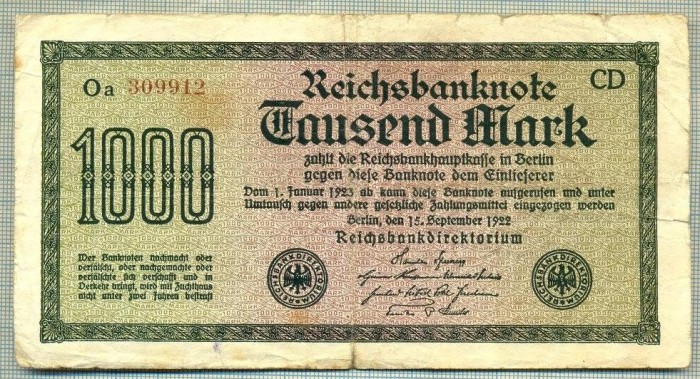 Oa 309912
CD
Reichsbanknote
Tausend Mark
1000
zahlt die Reichsbankhauptkasse in Berlin
gegen diese Banknote dem Einlieferer
Vom 1. Januar 1923 ab kann diese Banknote aufgerufen und unter
Umtausch gegen andere gesetzliche Zahlungsmittel eingezogen werden
Berlin, den 15. September 1922
Reichsbankdirektorium
Wer Banknoten nachmacht oder
verfälscht, oder nachgemachte oder
verfälschte sich verschafft und in
Verkehr bringt, wird mit Zuchthaus
nicht unter zwei Jahren bestraft
REICHSBANKDIREKTORIUM
REICHSBANKDIREKTORIUM